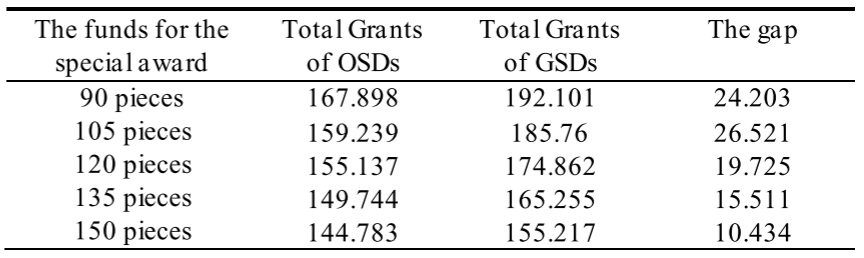 The funds for the special award Total Grants of OSDs Total Grants of GSDs The gap
90 pieces 167.898 192.101 24.203
105 pieces 159.239 185.76 26.521
120 pieces 155.137 174.862 19.725
135 pieces 149.744 165.255 15.511
150 pieces 144.783 155.217 10.434